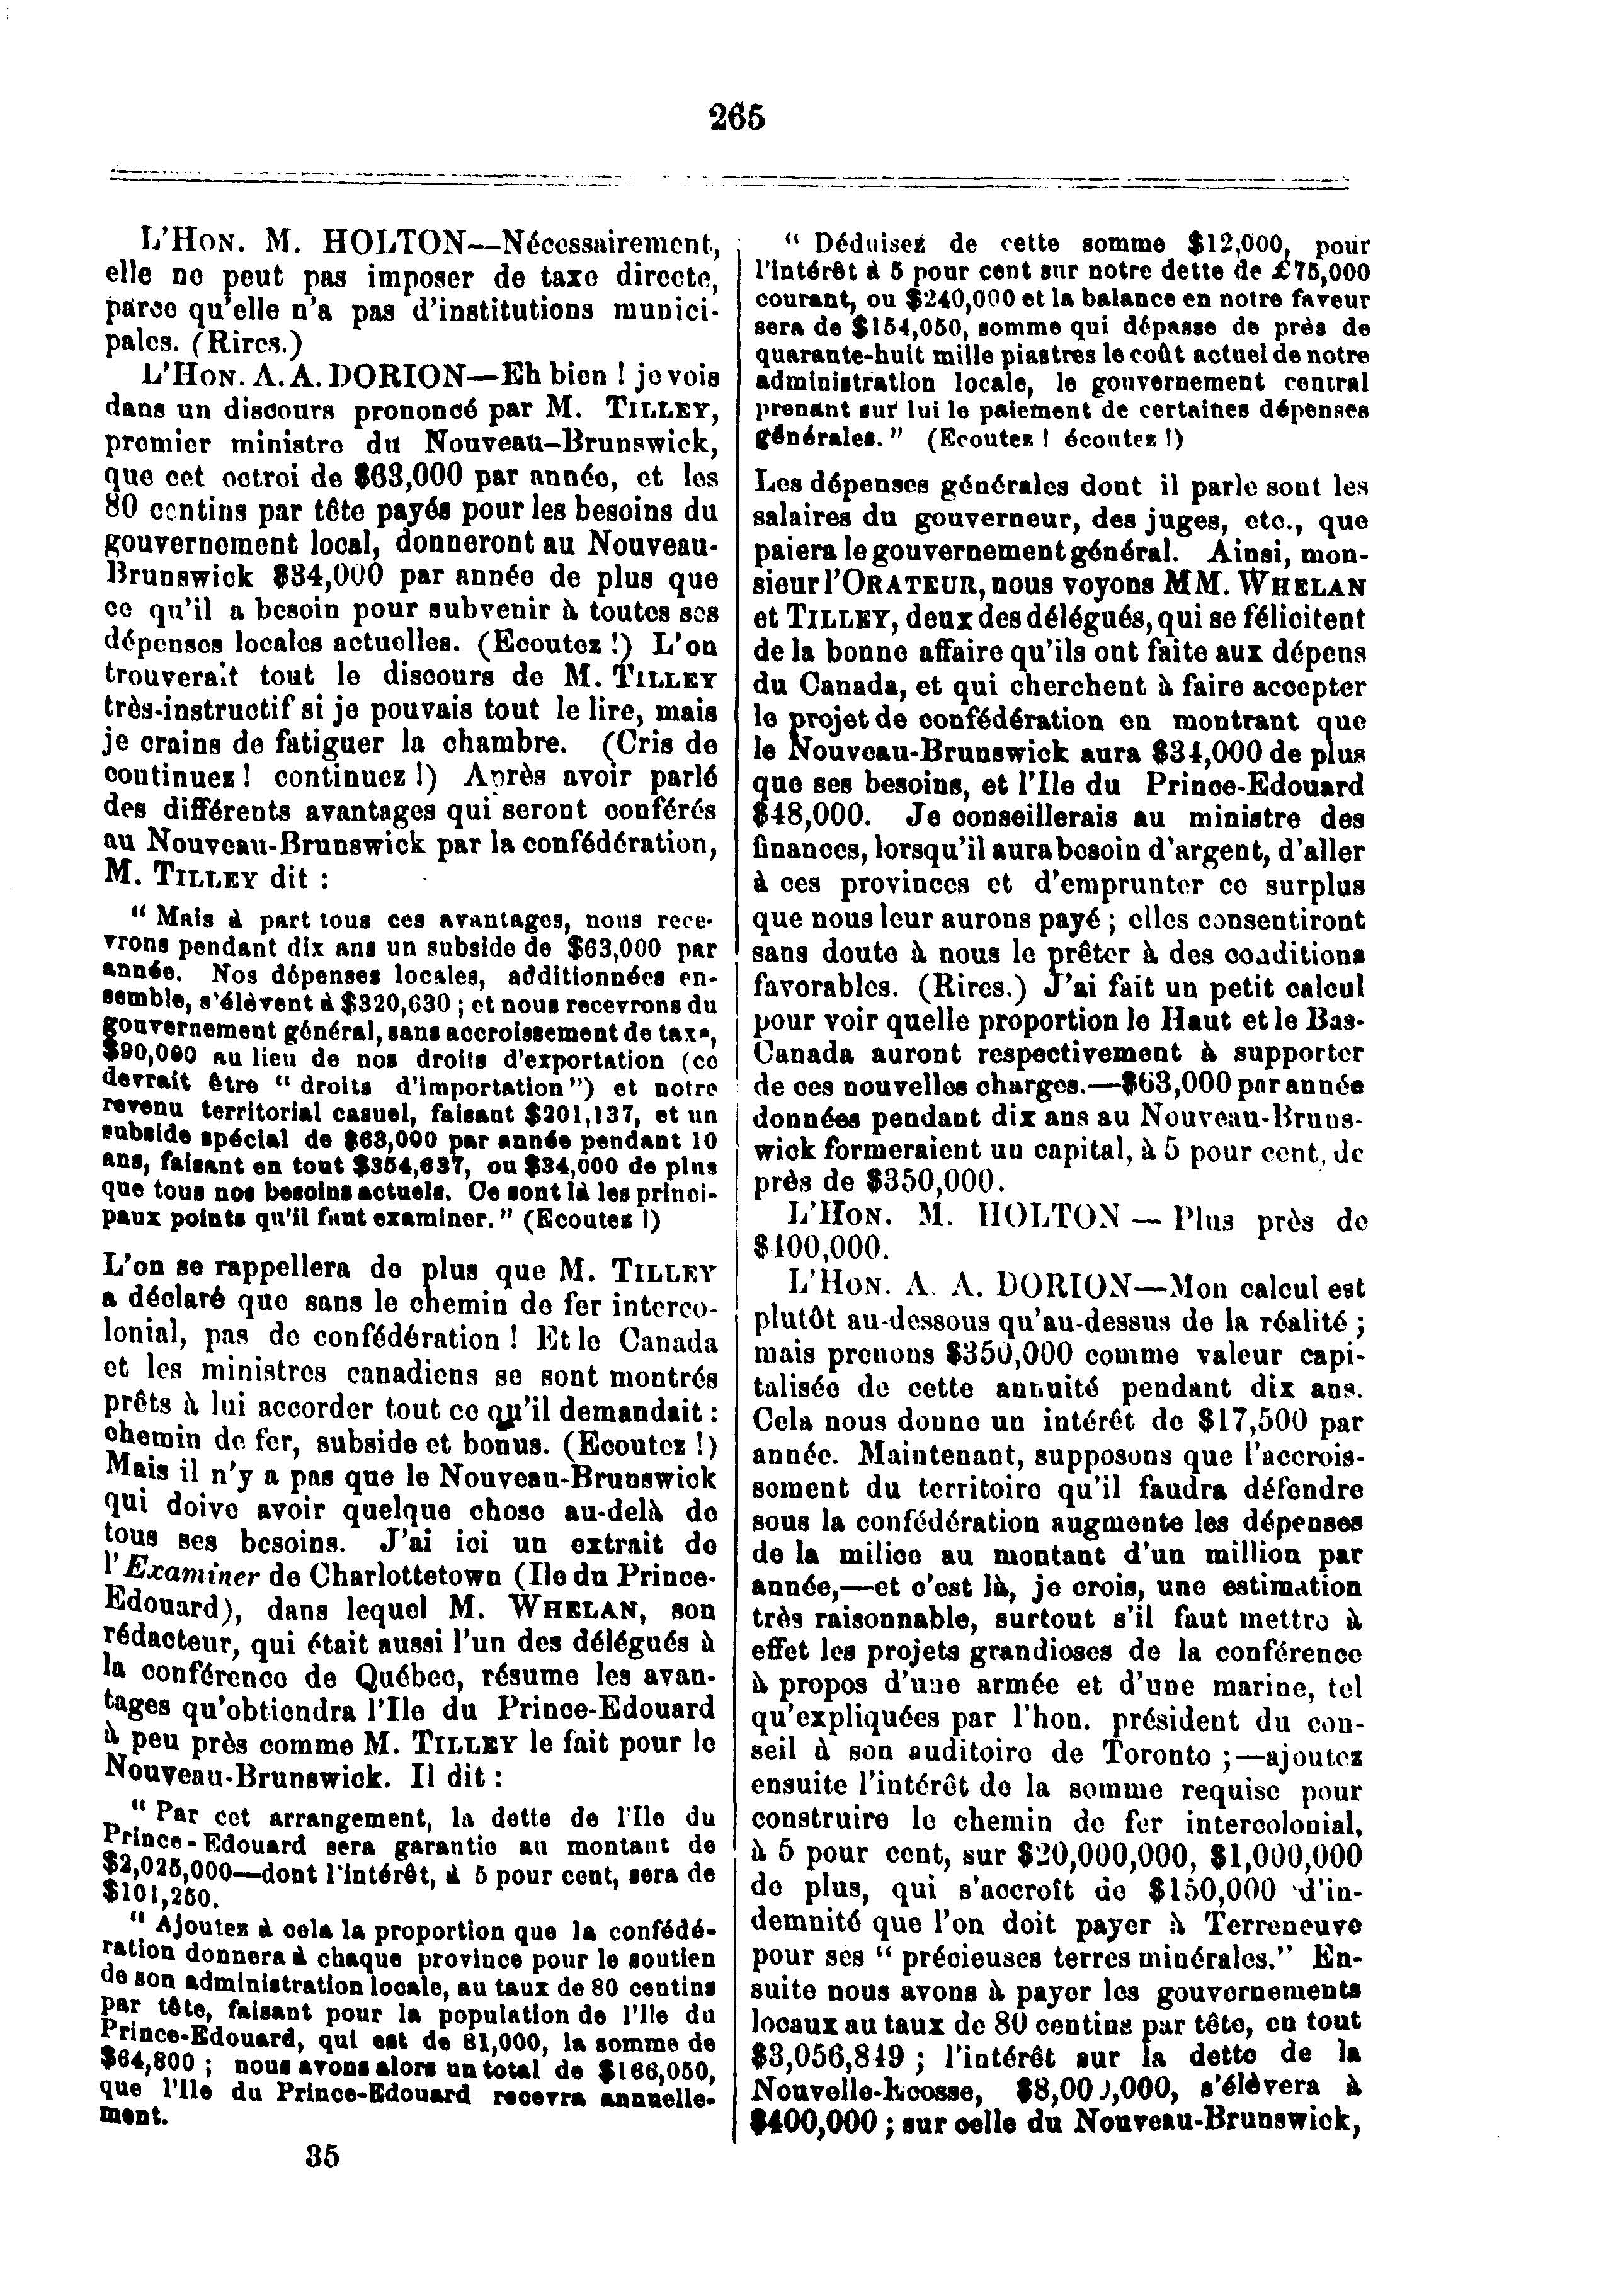 265
L'HON. M. HOLTON--Nécessairement,
elle ne peut pas imposer de taxe directe,
parce qu'elle n'a pas d'institutions munici-
pales. (Rires.)
L'HON. A. A. DORION—Eh bien ! je vois
dans un discours prononcé par M. TILLEY,
premier ministre du Nouveau-Brunswick,
que cet octroi de $63,000 par année, et les
80 centins par tête payés pour les besoins du
gouvernement local, donneront au Nouveau-
Brunswick $34,000 par année de plus que
ce qu'il a besoin pour subvenir à toutes ses
dépenses locales actuelles. (Ecoutez !) L'on
trouverait tout le discours de M. TILLEY
très-instructif si je pouvais tout le lire, mais
je crains de fatiguer la chambre. (Cris de
continuez ! continuez !) Après avoir parlé
des différents avantages qui seront conférés
au Nouveau-Brunswick par la confédération,
M. TILLEY dit :
“ Mais à part tous ces avantages, nous rece-
vrons pendant dix ans un subside de $63,000 par
année. Nos dépenses locales, additionnées en-
semble, s'élèvent à $320,630 ; et nous recevrons du
gouvernement général, sans accroissement de taxe,
$90,000 au lieu de nos droits d'exportation (ce
devrait être “ droits d'importation”) et notre
revenu territorial casuel, faisant $201,137, et un
subside spécial de $63,000 par année pendant 10
ans, faisant en tout $354,637, ou $34,000 de plus
que tous nos besoins actuels. Ce sont là les princi-
paux points qu'il faut examiner.” (Ecoutez !)
L'on se rappellera de plus que M. TILLEY
a déclaré que sans le chemin de fer interco-
lonial, pas de confédération ! Et le Canada
et les ministres canadiens se sont montrés
prêts à lui accorder tout ce qu'il demandait :
chemin de fer, subside et bonus. (Ecoutez !)
Mais il n'y a pas que le Nouveau-Brunswick
qui doive avoir quelque chose au-delà de
tous ses besoins. J'ai ici un extrait de
l'Examiner de Charlottetown (Ile du Prince-
Edouard), dans lequel M. WHELAN, son
rédacteur, qui était aussi l'un des délégués à
la conférence de Québec, résume les avan-
tages qu'obtiendra l'Ile du Prince-Edouard
à peu près comme M. TILLEY le fait pour le
Nouveau-Brunswick. Il dit :
“ Par cet arrangement, la dette de l'Ile du
Prince-Edouard sera garantie au montant de
$2,025,000—dont l'intérêt, à 5 pour cent, sera de
$101,250.
“ Ajoutez à cela la proportion que la confédé-
ration donnera à chaque province pour le soutien
de son administration locale, au taux de 80 centins
par tête, faisant pour la population de l'Ile du
Prince-Edouard, qui est de 81,000, la somme de
$64,800 ; nous avons alors un total de $166,050,
que l'Ile du Prince-Edouard recevra annuelle-
ment.
35
“ Déduisez de cette somme $12,000, pour
l'intérêt à 5 pour cent sur notre dette de £75,000
courant, ou $240,000 et la balance en notre faveur
sera de $154,050, somme qui dépasse de près de
quarante-huit mille piastres le coût actuel de notre
administration locale, le gouvernement central
prenant sur lui le paiement de certaines dépenses
générales.” (Ecoutez ! écoutez !)
Les dépenses générales dont il parle sont les
salaires du gouverneur, des juges, etc., que
paiera le gouvernement général. Ainsi, mon-
sieur l'ORATEUR, nous voyons MM. WHELAN
et TILLEY, deux des délégués, qui se félicitent
de la bonne affaire qu'ils ont faite aux dépens
du Canada, et qui cherchent à faire accepter
le projet de confédération en montrant que
le Nouveau-Brunswick aura $34,000 de plus
que ses besoins, et l'Ile du Prince-Edouard
$48,000. Je conseillerais au ministre des
finances, lorsqu'il aura besoin d'argent, d'aller
à ces provinces et d'emprunter ce surplus
que nous leur aurons payé ; elles consentiront
sans doute à nous le prêter à des conditions
favorables. (Rires.) J'ai fait un petit calcul
pour voir quelle proportion le Haut et le Bas-
Canada auront respectivement à supporter
de ces nouvelles charges.—$63,000 par année
données pendant dix ans au Nouveau-Bruns-
wick formeraient un capital, à 5 pour cent, de
près de $350,000.
L'HON. M. HOLTON — Plus près de
$400,000.
L'HON. A. A. DORION—Mon calcul est
plutôt au-dessous qu'au-dessus de la réalité ;
mais prenons $350,000 comme valeur capi-
talisée de cette annuité pendant dix ans.
Cela nous donne un intérêt de $17,500 par
année. Maintenant, supposons que l'accrois-
sement du territoire qu'il faudra défendre
sous la confédération augmente les dépenses
de la milice au montant d'un million par
année,—et c'est là, je crois, une estimation
très raisonnable, surtout s'il faut mettre à
effet les projets grandioses de la conférence
à propos d'une armée et d'une marine, tel
qu'expliquées par l'hon. président du con-
seil à son auditoire de Toronto ;—ajoutez
ensuite l'intérêt de la somme requise pour
construire le chemin de fer intercolonial,
à 5 pour cent, sur $20,000,000, $1,000,000
de plus, qui s'accroît de $150,000 d'in-
demnité que l'on doit payer à Terreneuve
pour ses “ précieuses terres minérales.” En-
suite nous avons à payer les gouvernements
locaux au taux de 80 centins par tête, en tout
$3,056,849 ; l'intérêt sur la dette de la
Nouvelle-Ecosse, $8,000,000, s'élèvera à
$400,000 ; sur celle du Nouveau-Brunswick,